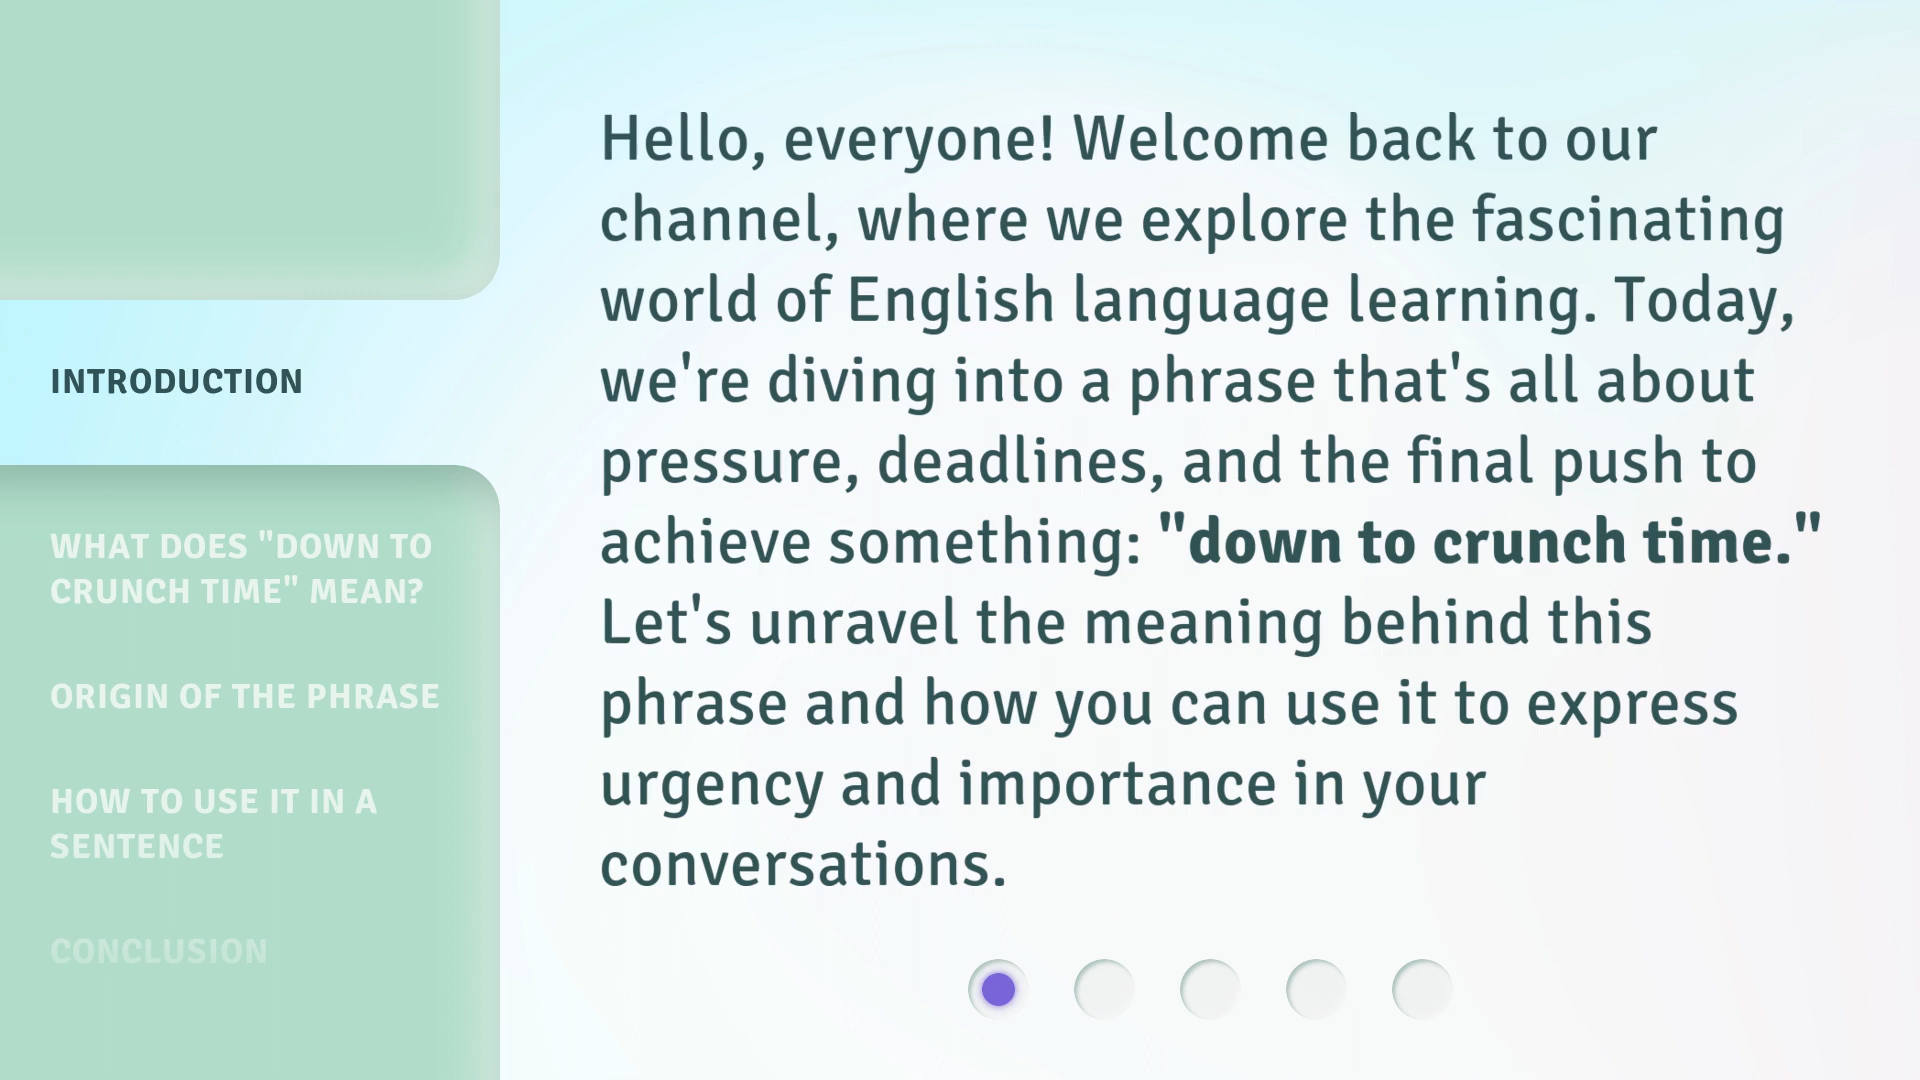 INTRODUCTION
WHAT DOES "DOWN TO
CRUNCH TIME" MEAN?
ORIGIN OF THE PHRASE
HOW TO USE IT IN A
SENTENCE
CONCLUSION
Hello, everyone! Welcome back to our
channel, where we explore the fascinating
world of English language learning. Today,
we're diving into a phrase that's all about
pressure, deadlines, and the final push to
achieve something: "down to crunch time."
Let's unravel the meaning behind this
phrase and how you can use it to express
urgency and importance in your
conversations.